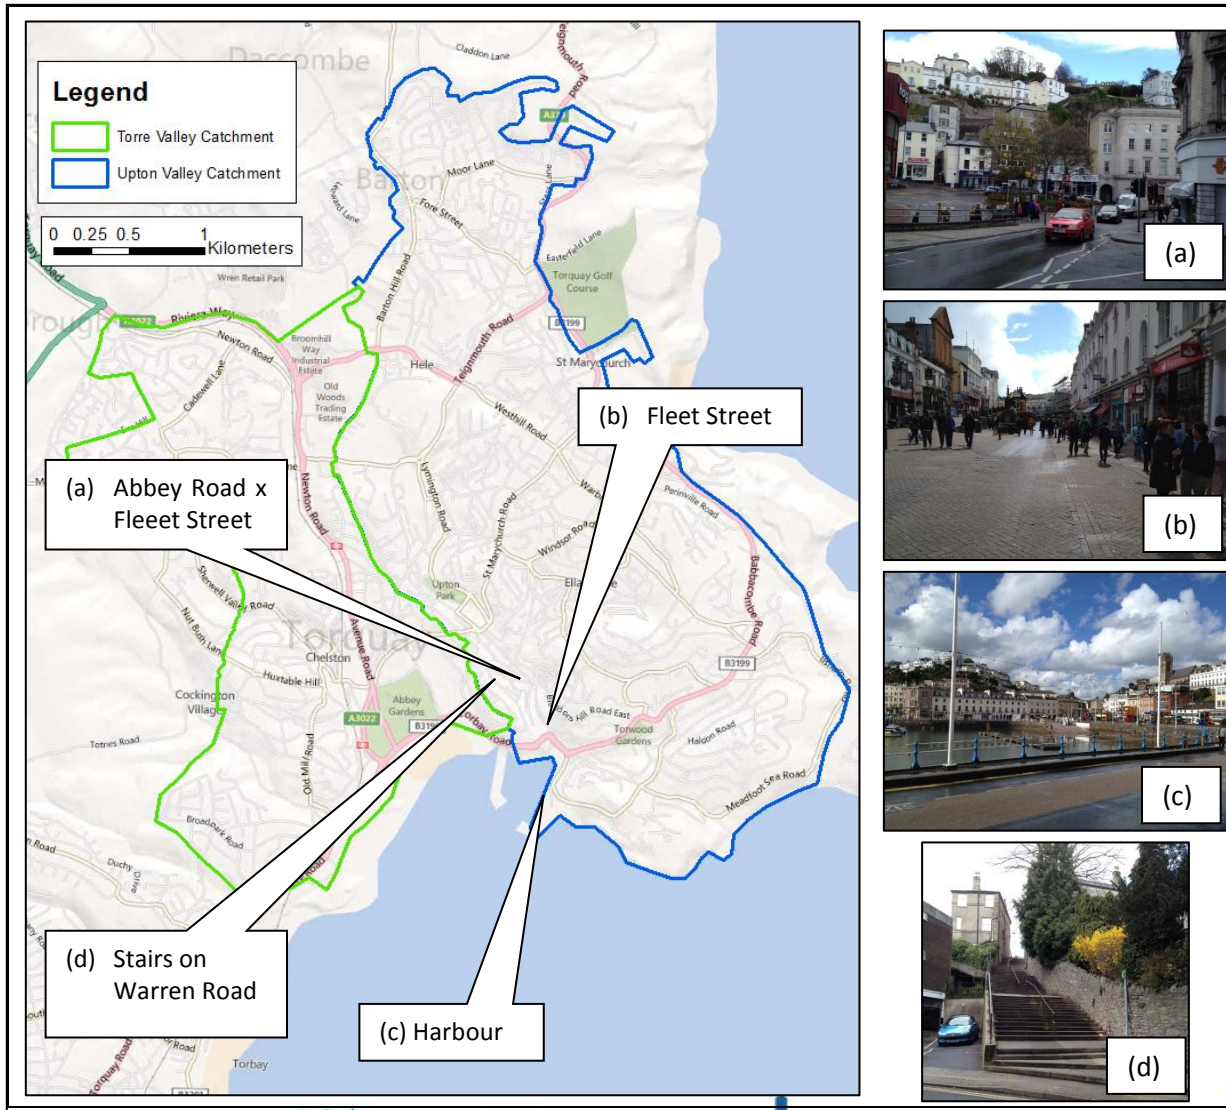 Daccombe
Claddon Lane
Teignmouth
Road
Legend
Torre Valley Catchment
Upton Valley Catchment
0 0.25 0.5 1
Kilometers
A379
Barton
Moor Lane
Fore Street
Easterfield Lane
Torquay Golf
Course
Wren Retail Park
Barton Hill Road
Riviera Way
A3022
Newton Road
Broomhill
Way
Industrial
Estate
Cadewell Lane
Hele
Teignmouth Road
B3199
St Marychurch
Old
Woods
Trading
Estate
Westhill Road
(b) Fleet Street
(a) Abbey Road x
Fleeet Street
Newton Road
Lymington Road
St Marychurch Road
Windsor Road
Perinville Road
Babbacombe Road
Sherwell Valley Road
Nut Bush Lane
Upton
Park
Torquay
Chelston
Avenue Road
Huxtable Hill
Cockington
Village
Abbey
Gardens
A3022
B3199
Torbay Road
Road East
Torwood
Gardens
B3199
Haldon Road
Totnes Road
Old Mill Road
Meadfoot Sea Road
Broadpark Road
Duchy
Drive
(d) Stairs on
Warren Road
(c) Harbour
Torbay
Torquay Road
(a)
(b)
(c)
(d)